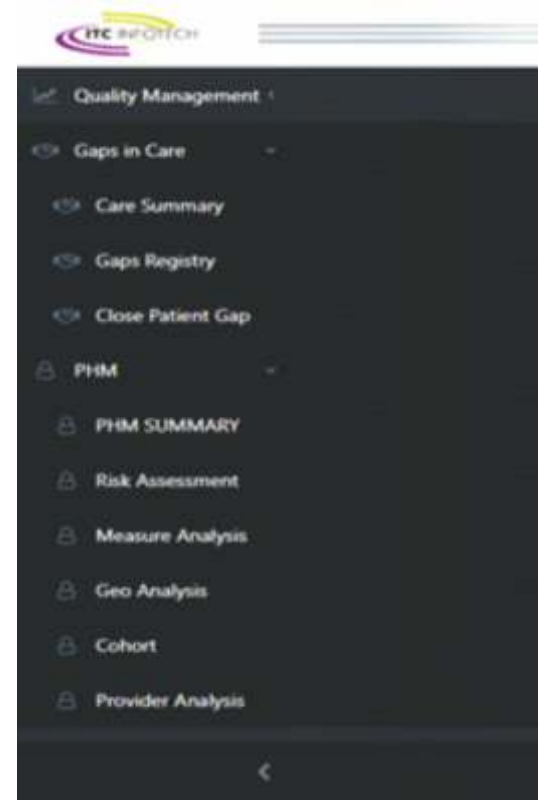 ITC INFOTECH
Quality Management
Gaps in Care
Care Summary
Gaps Registry
Close Patient Gap
PHM
PHM SUMMARY
Risk Assessment
Measure Analysis
Geo Analysis
Cohort
Provider Analysis